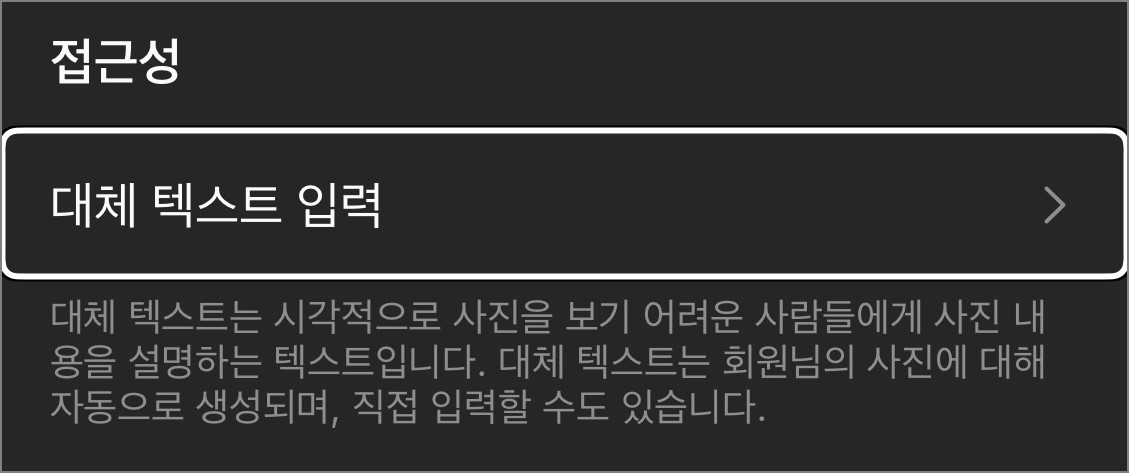 접근성
대체 텍스트 입력
대체 텍스트는 시각적으로 사진을 보기 어려운 사람들에게 사진 내
용을 설명하는 텍스트입니다. 대체 텍스트는 회원님의 사진에 대해
자동으로 생성되며, 직접 입력할 수도 있습니다.